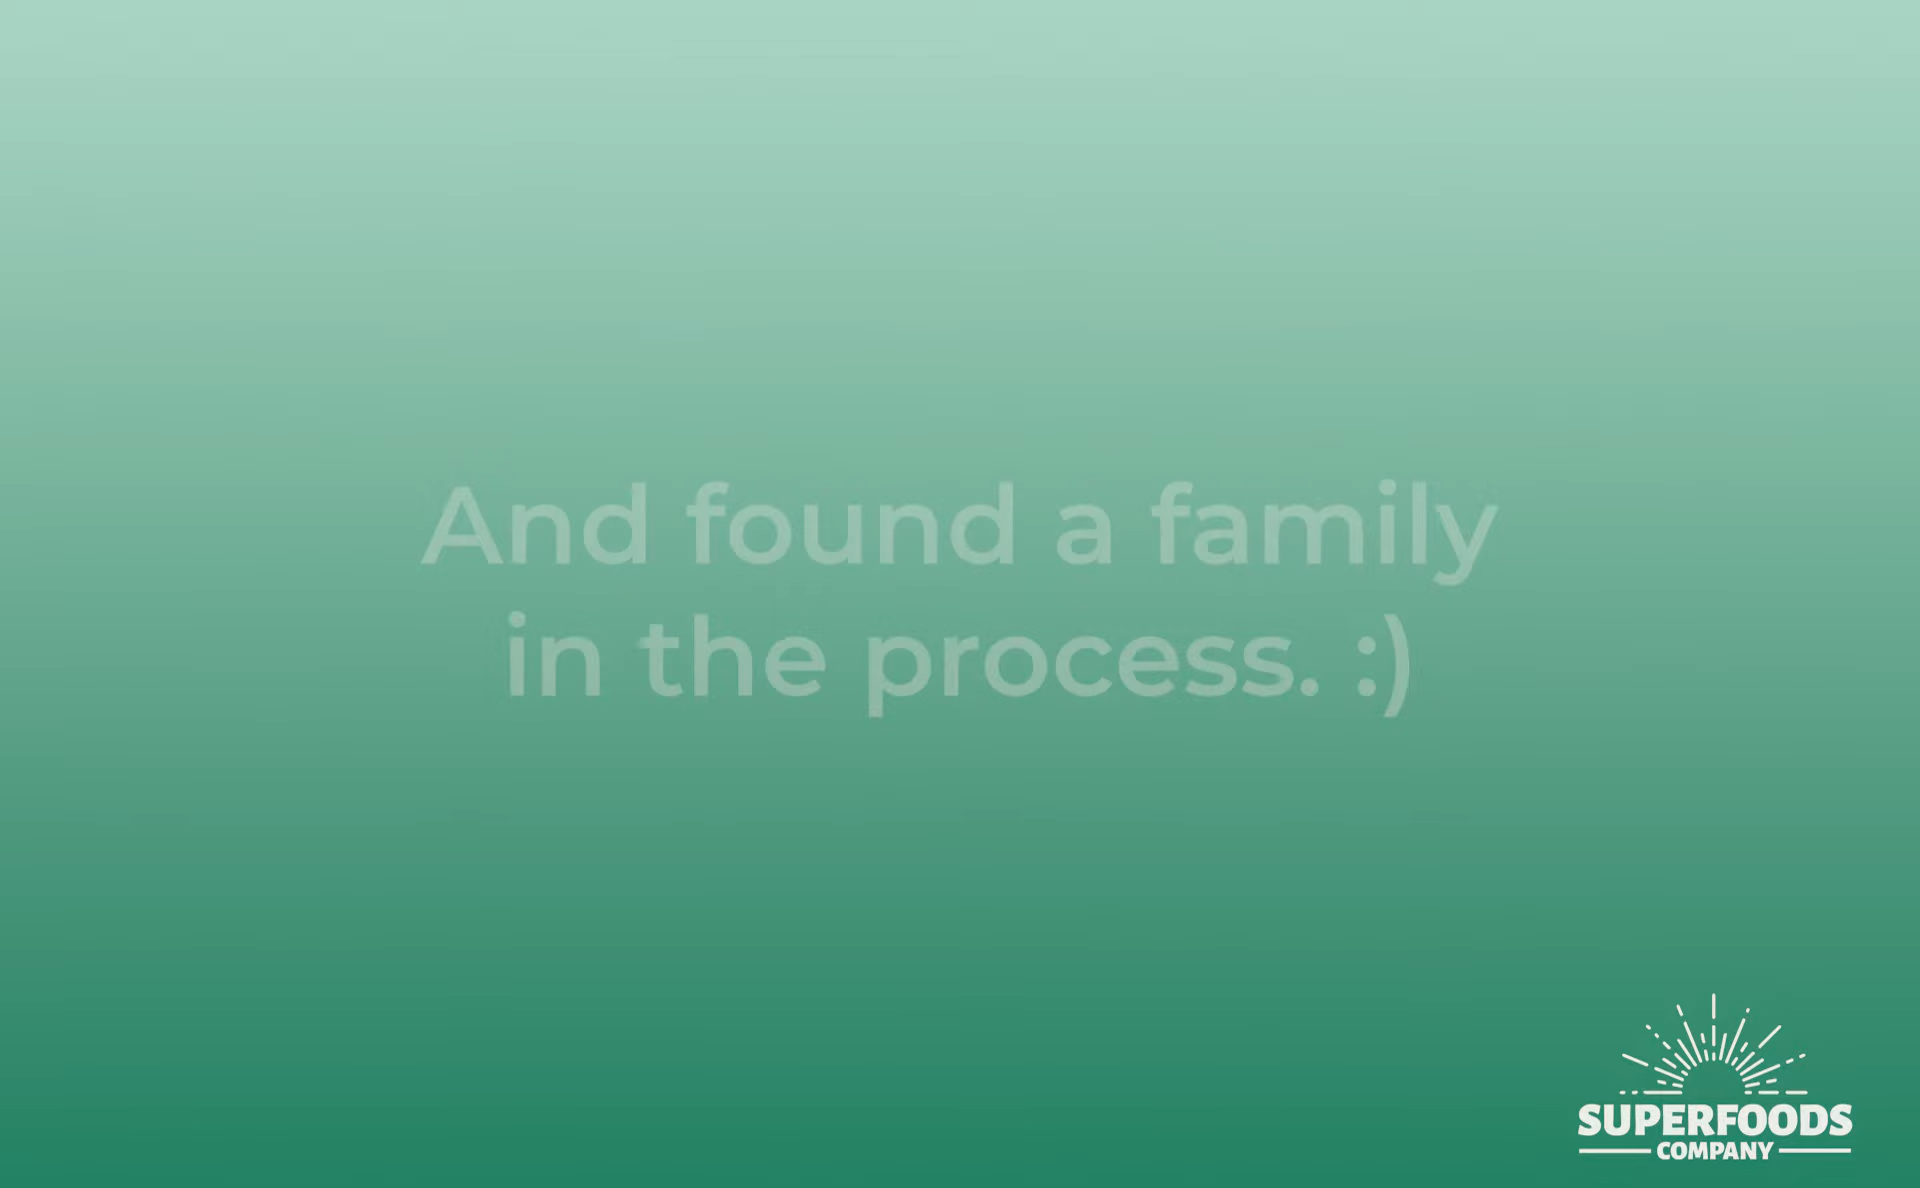 And found a family
in the process. :)
SUPERFOODS
COMPANY